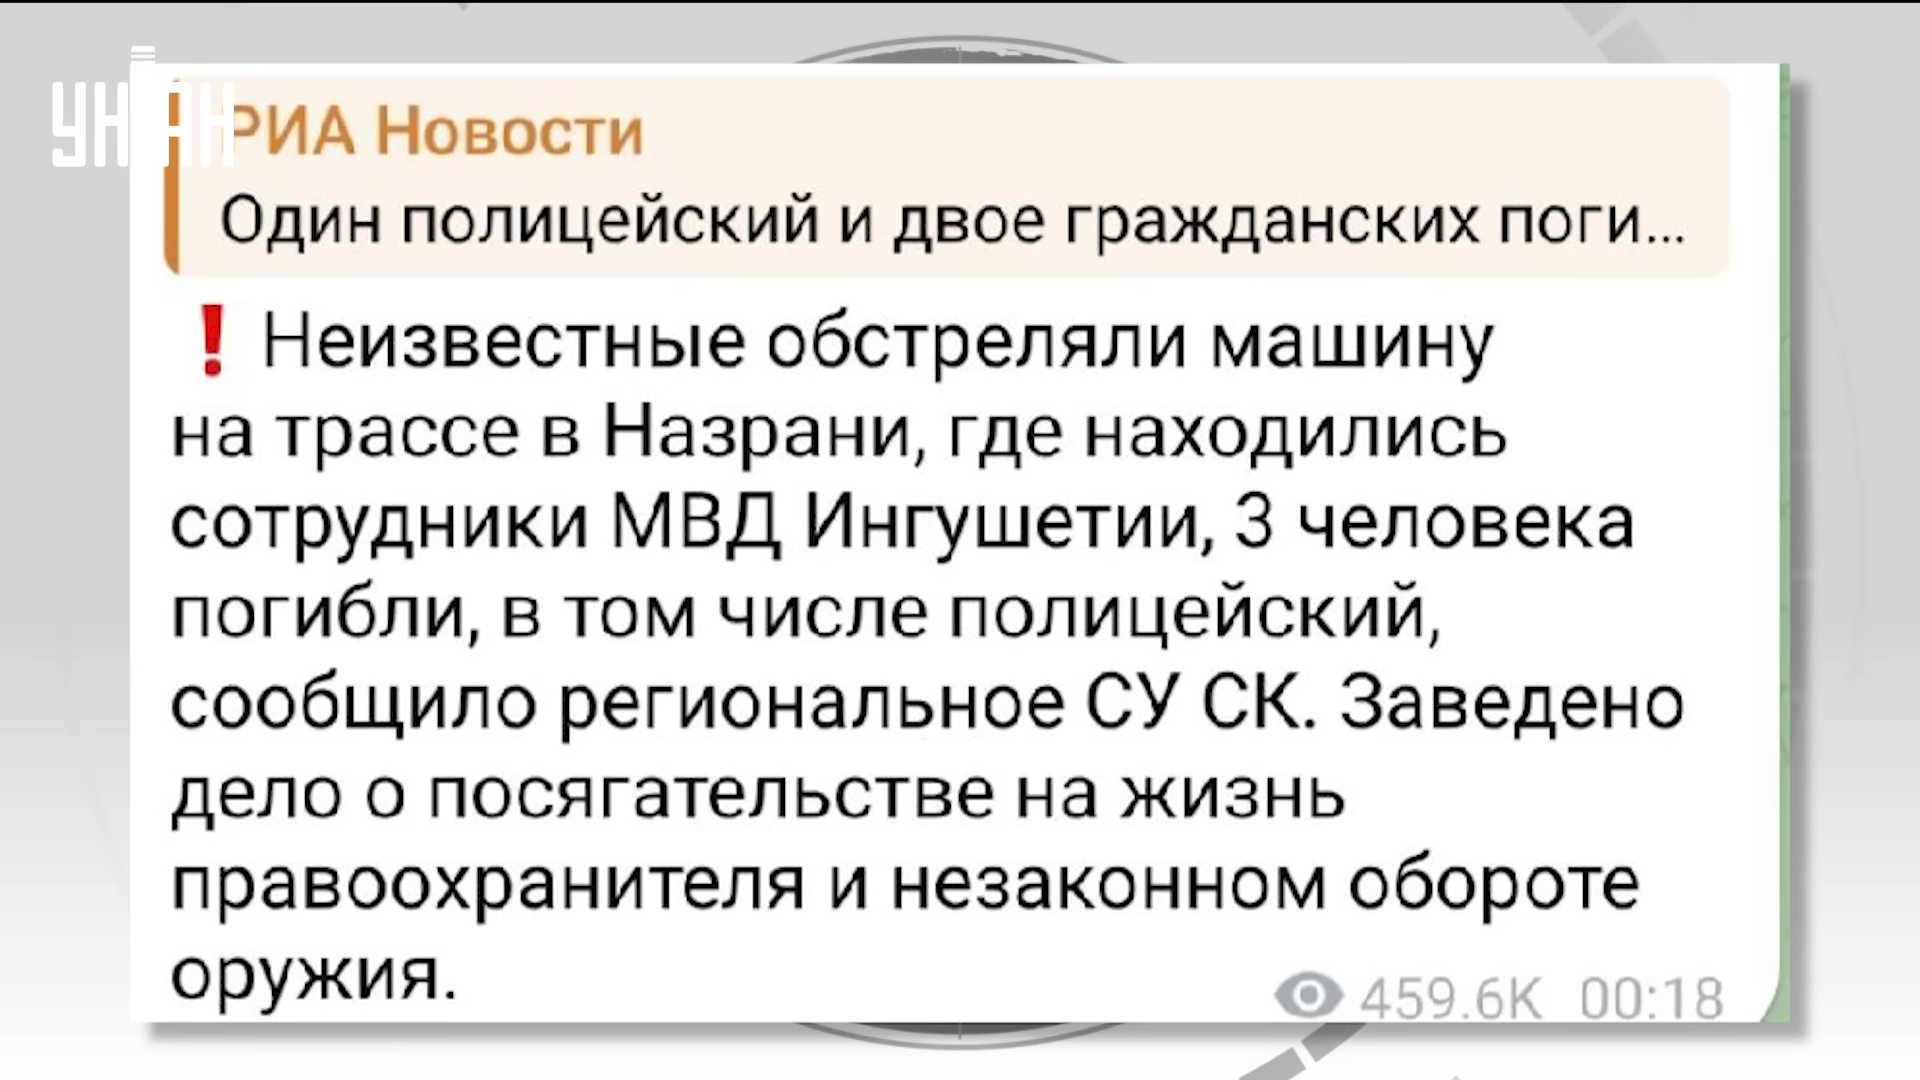 УНІАН
РИА Новости
Один полицейский и двое гражданских поги...
❗Неизвестные обстреляли машину
на трассе в Назрани, где находились
сотрудники МВД Ингушетии, 3 человека
погибли, в том числе полицейский,
сообщило региональное СУ СК. Заведено
дело о посягательстве на жизнь
правоохранителя и незаконном обороте
оружия.
459.6K 00:18